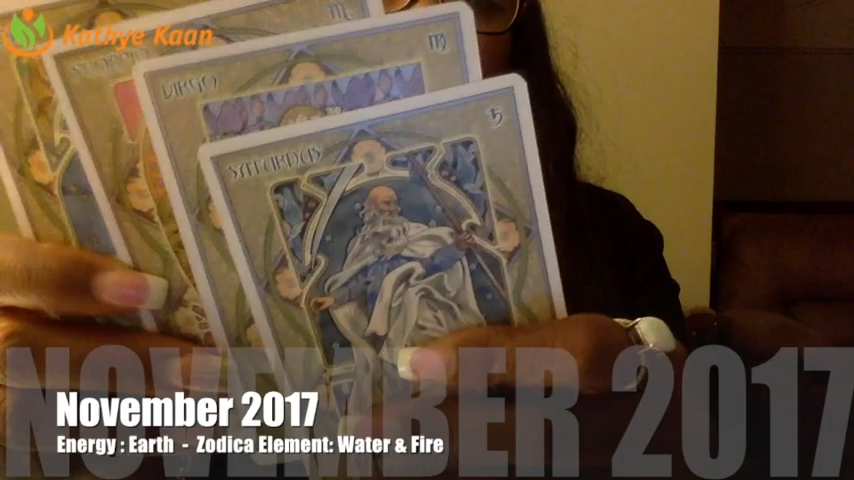 Kathye Kaan
VIRGO
SATURNUS
NOVEMBER 2017
November 2017
Energy : Earth - Zodica Element: Water & Fire